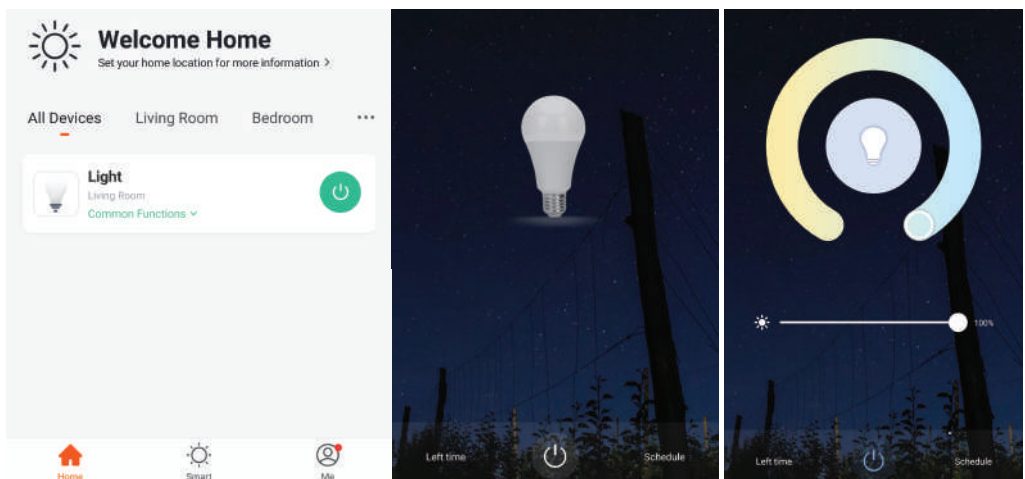 Welcome Home
Set your home location for more information >
All Devices Living Room Bedroom ...
Light
Living Room
Common Functions
Home Smart Me
Left time Schedule
100%
Left time Schedule